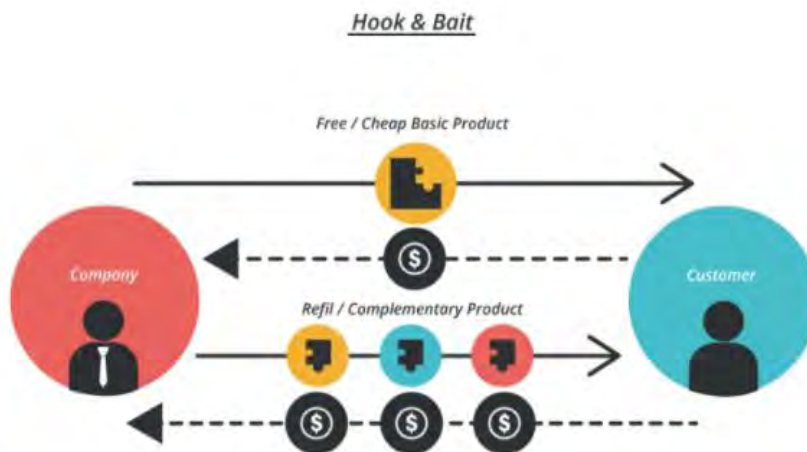 Hook & Bait
Free / Cheap Basic Product
$
Company
Customer
Refil / Complementary Product
$ $ $